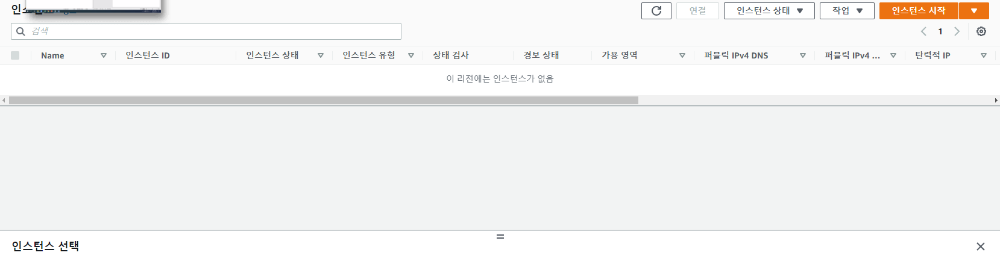 연결 인스턴스 상태 작업 인스턴스 시작
검색 1
Name 인스턴스 ID 인스턴스 상태 인스턴스 유형 상태 검사 경보 상태 가용 영역 퍼블릭 IPv4 DNS 퍼블릭 IPv4 ... 탄력적 IP
이 리전에는 인스턴스가 없음
인스턴스 선택